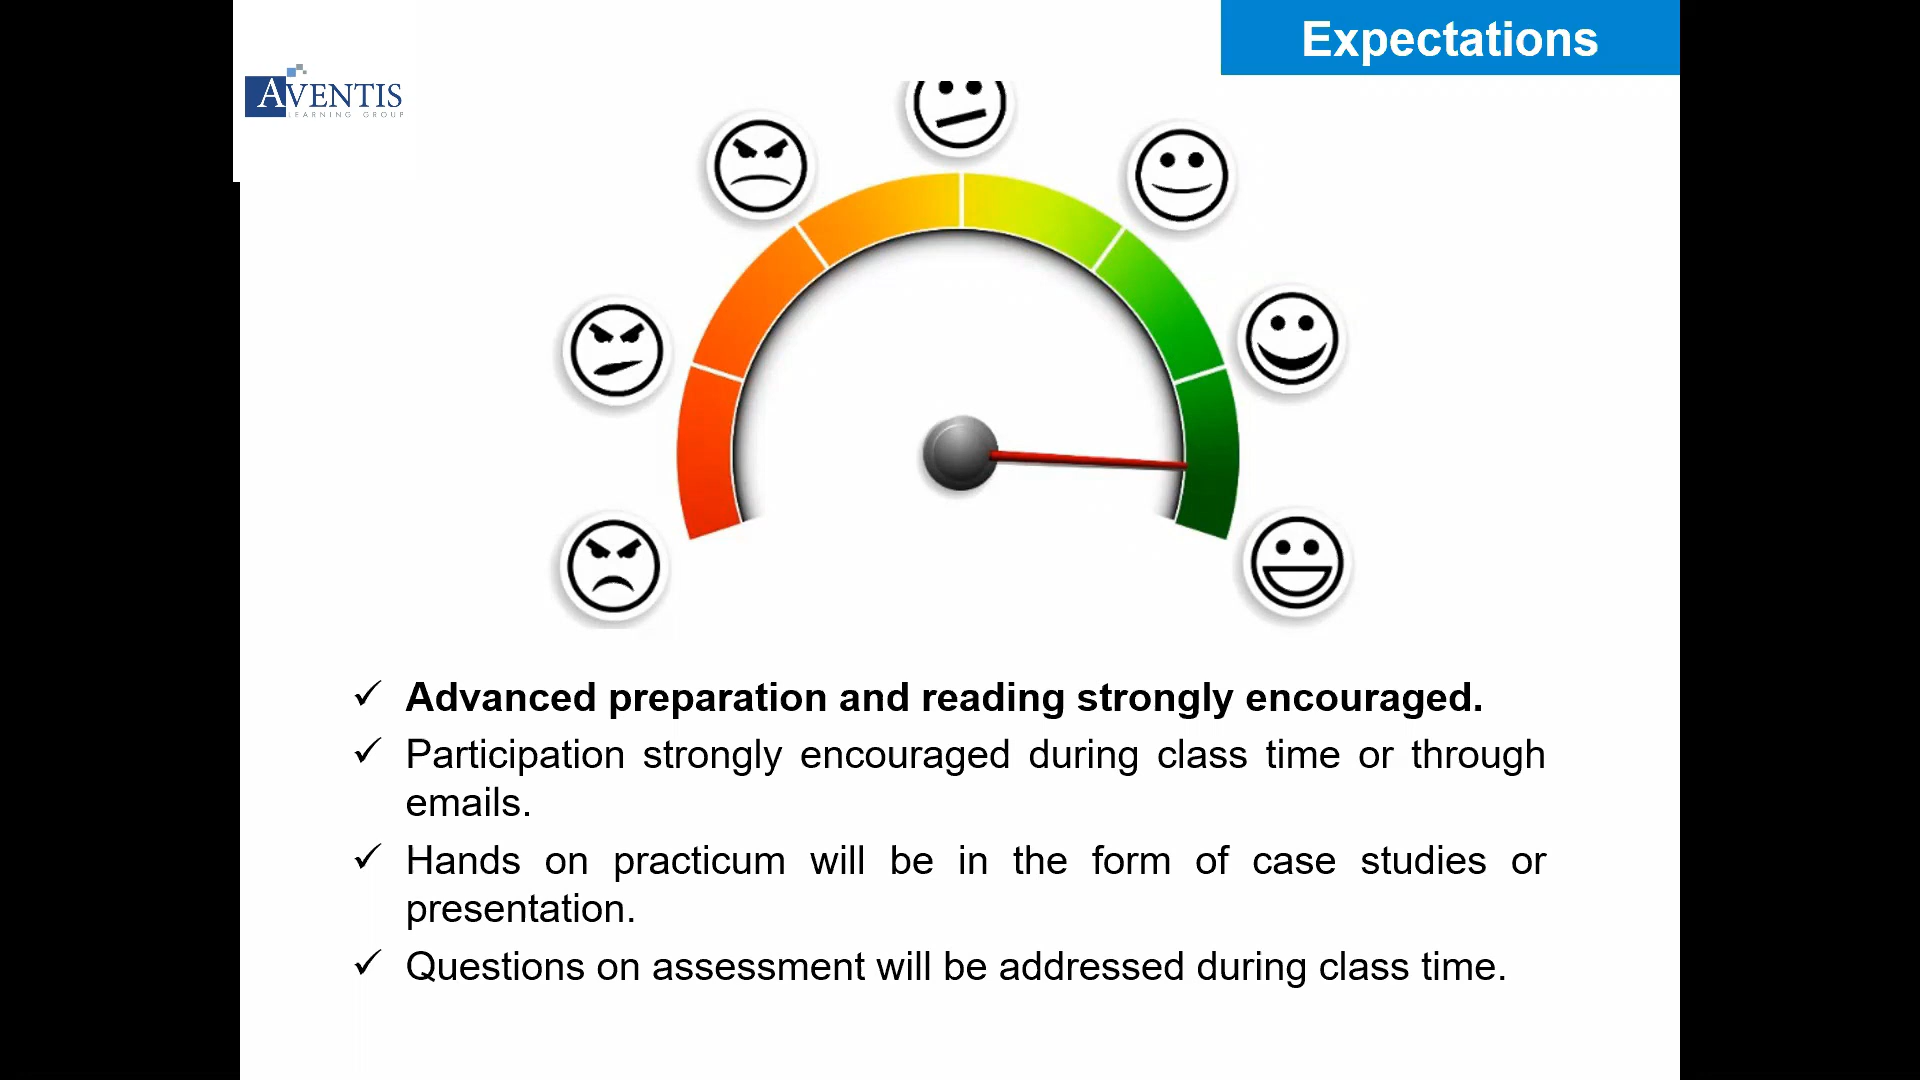 Expectations
AVENTIS
LEARNING GROUP
✓ Advanced preparation and reading strongly encouraged.
✓ Participation strongly encouraged during class time or through
emails.
✓ Hands on practicum will be in the form of case studies or
presentation.
✓ Questions on assessment will be addressed during class time.